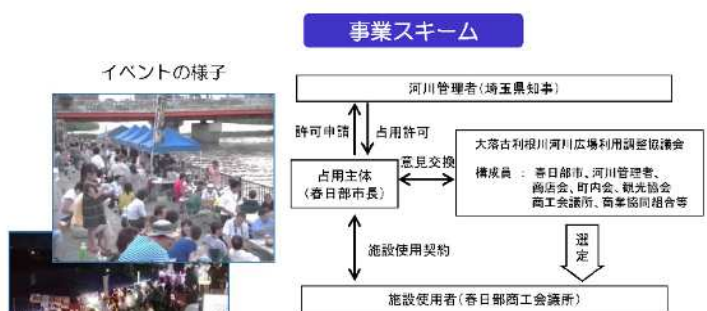 事業スキーム
イベントの様子
河川管理者(埼玉県知事)
許可申請
占用許可
占用主体
(春日部市長)
意見交換
大落古利根川河川広場利用調整協議会
構成員 : 春日部市、河川管理者、
商店会、町内会、観光協会
商工会議所、商業協同組合等
施設使用契約
選
定
施設使用者(春日部商工会議所)